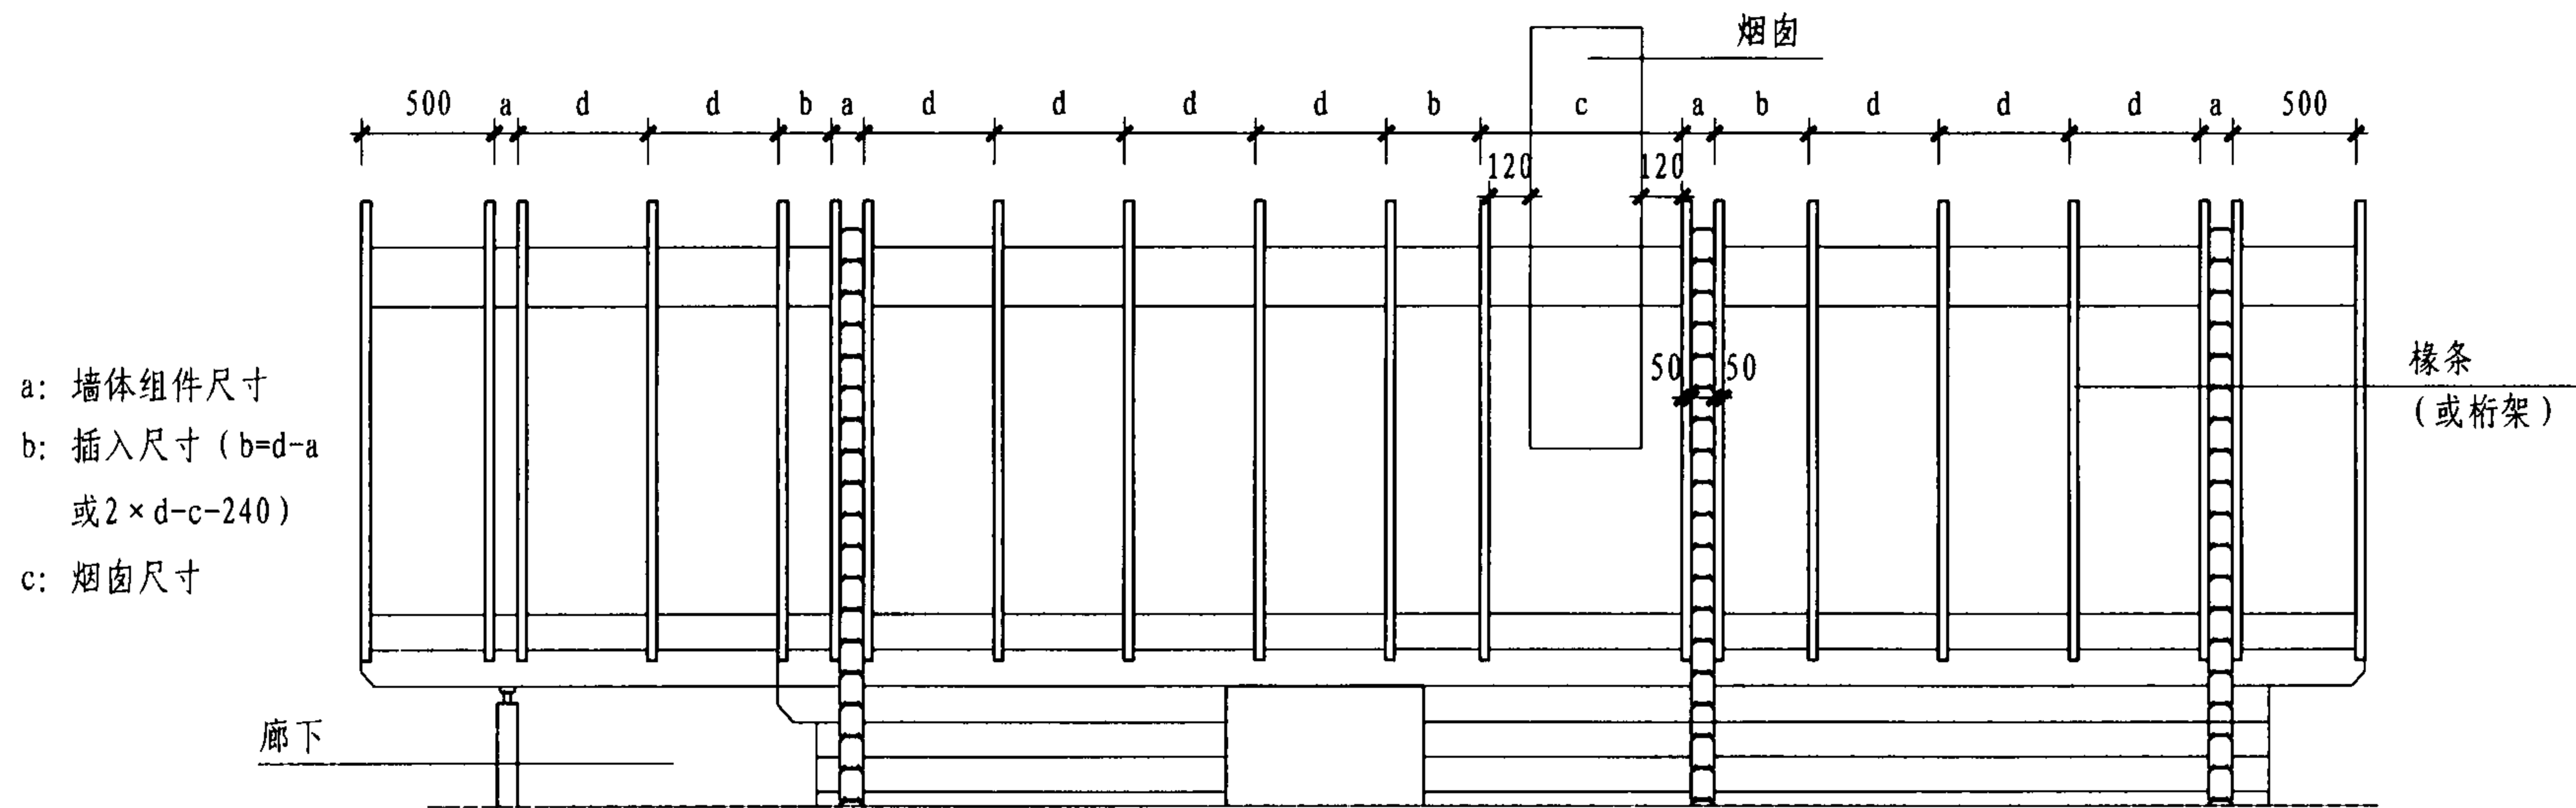 烟囱
500 a d d b a d d d d b c a b d d d a 500
120 120
50 50
a: 墙体组件尺寸
b: 插入尺寸（b=d-a
或2×d-c-240）
c: 烟囱尺寸
椽条
（或桁架）
廊下